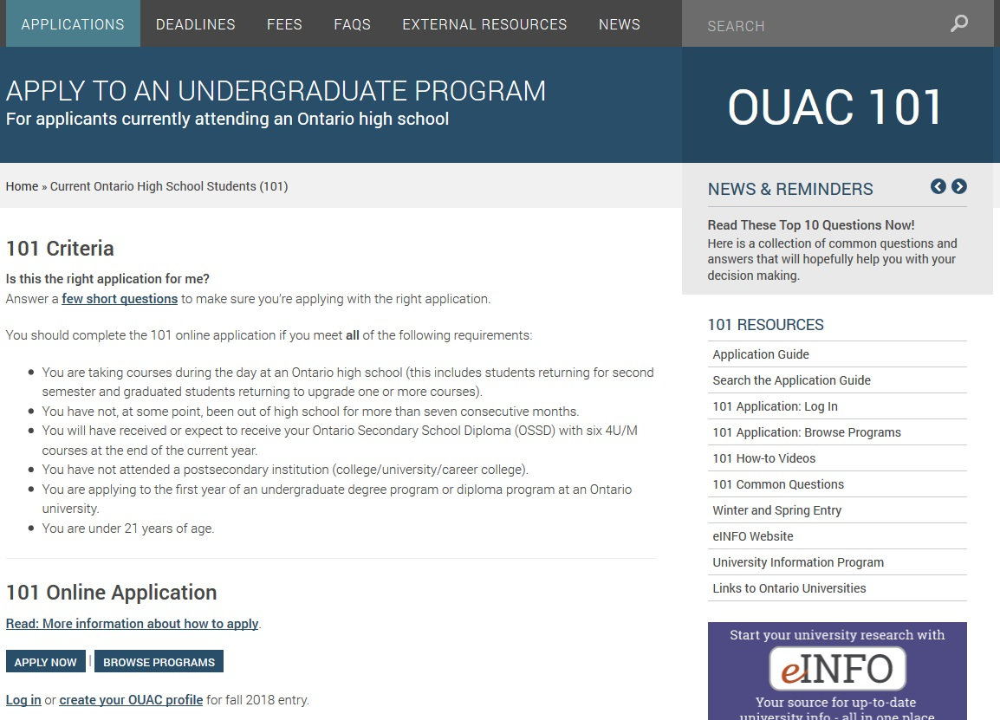 APPLICATIONS DEADLINES FEES FAQS EXTERNAL RESOURCES NEWS SEARCH
APPLY TO AN UNDERGRADUATE PROGRAM
For applicants currently attending an Ontario high school
OUAC 101
Home » Current Ontario High School Students (101)
101 Criteria
Is this the right application for me?
Answer a few short questions to make sure you're applying with the right application.
You should complete the 101 online application if you meet all of the following requirements:
• You are taking courses during the day at an Ontario high school (this includes students returning for second
semester and graduated students returning to upgrade one or more courses).
• You have not, at some point, been out of high school for more than seven consecutive months.
• You will have received or expect to receive your Ontario Secondary School Diploma (OSSD) with six 4U/M
courses at the end of the current year.
• You have not attended a postsecondary institution (college/university/career college).
• You are applying to the first year of an undergraduate degree program or diploma program at an Ontario
university.
• You are under 21 years of age.
101 Online Application
Read: More information about how to apply.
APPLY NOW | BROWSE PROGRAMS
Log in or create your OUAC profile for fall 2018 entry.
NEWS & REMINDERS
Read These Top 10 Questions Now!
Here is a collection of common questions and
answers that will hopefully help you with your
decision making.
101 RESOURCES
Application Guide
Search the Application Guide
101 Application: Log In
101 Application: Browse Programs
101 How-to Videos
101 Common Questions
Winter and Spring Entry
eINFO Website
University Information Program
Links to Ontario Universities
Start your university research with
eINFO
Your source for up-to-date
university info - all in one place